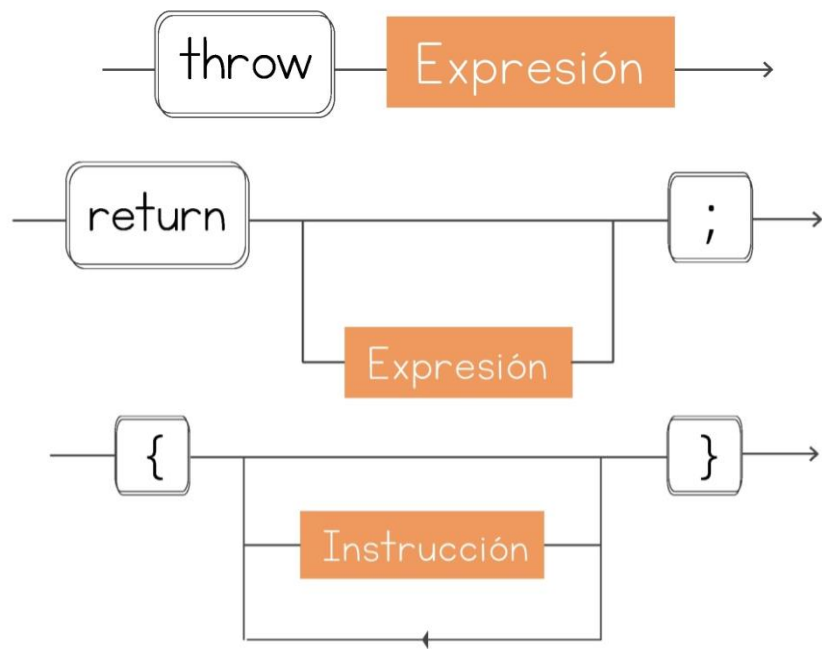 throw Expresión
return ;
Expresión
{ }
Instrucción